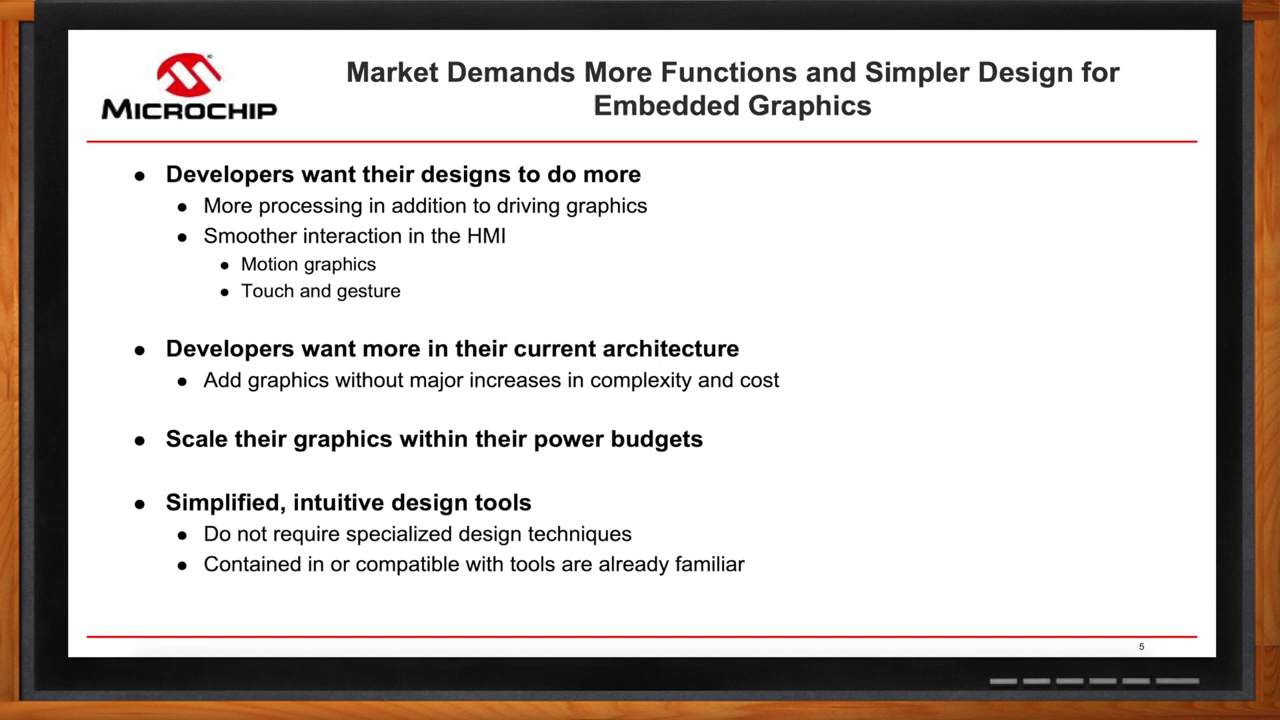 MICROCHIP
Market Demands More Functions and Simpler Design for
Embedded Graphics
● Developers want their designs to do more
● More processing in addition to driving graphics
● Smoother interaction in the HMI
● Motion graphics
● Touch and gesture
● Developers want more in their current architecture
● Add graphics without major increases in complexity and cost
● Scale their graphics within their power budgets
● Simplified, intuitive design tools
● Do not require specialized design techniques
● Contained in or compatible with tools are already familiar
5